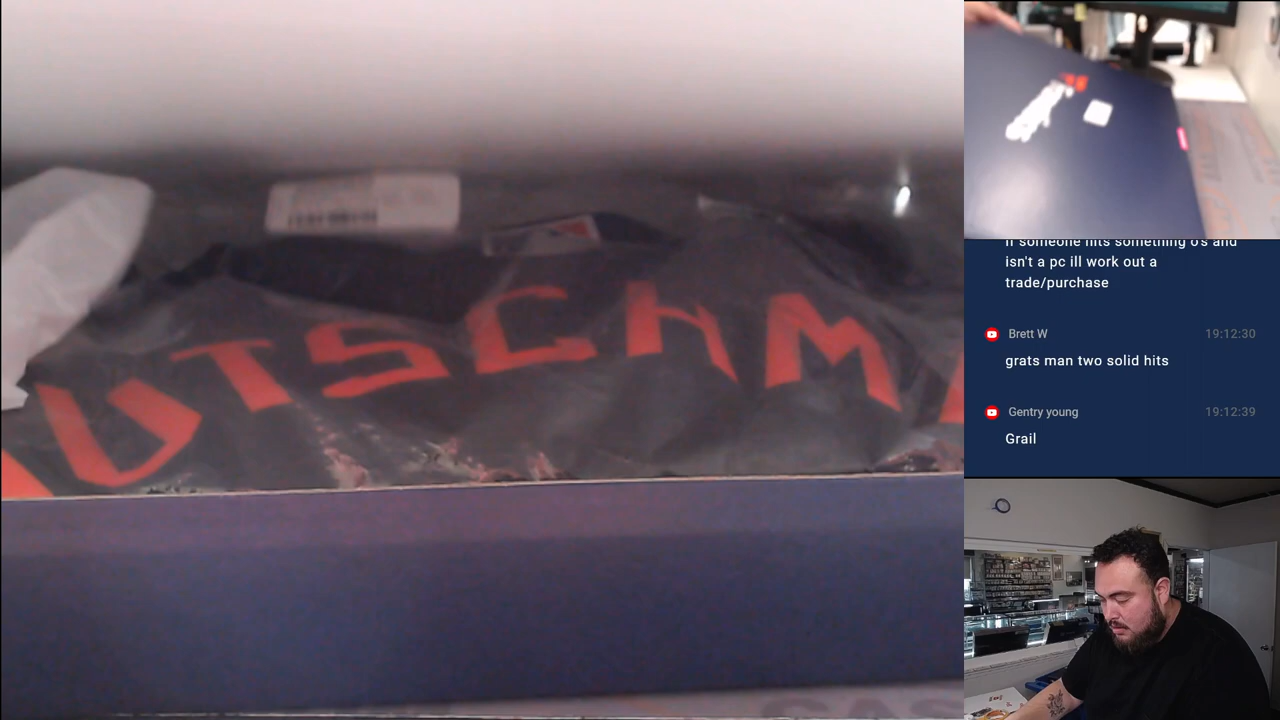 UTSCHM
if someone hits something o's and
isn't a pc ill work out a
trade/purchase
Brett W 19:12:30
grats man two solid hits
Gentry young 19:12:39
Grail